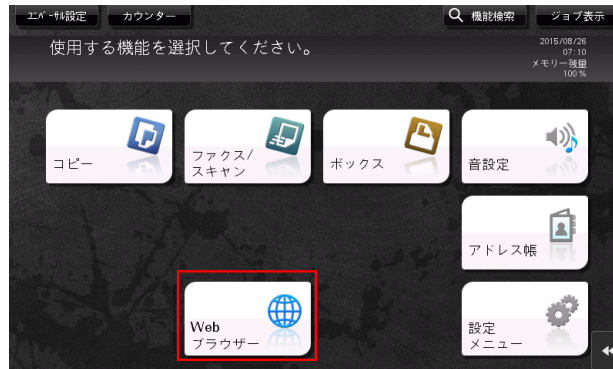 ユニバーサル設定
カウンター
機能検索
ジョブ表示
使用する機能を選択してください。
2015/08/26
07:10
メモリー残量
100 %
コピー
ファクス/
スキャン
ボックス
音設定
アドレス帳
Web
ブラウザー
設定
メニュー